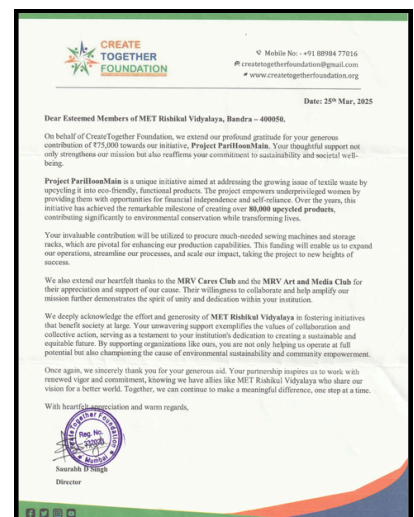 CREATE
TOGETHER
FOUNDATION
Mobile No: - +91 88984 77016
createtogetherfoundation@gmail.com
www.createtogetherfoundation.org
Date: 25th Mar, 2025
Dear Esteemed Members of MET Rishikul Vidyalaya, Bandra – 400050.
On behalf of CreateTogether Foundation, we extend our profound gratitude for your generous
contribution of ₹75,000 towards our initiative, Project PariHoonMain. Your thoughtful support not
only strengthens our mission but also reaffirms your commitment to sustainability and societal well-
being.
Project PariHoonMain is a unique initiative aimed at addressing the growing issue of textile waste by
upcycling it into eco-friendly, functional products. The project empowers underprivileged women by
providing them with opportunities for financial independence and self-reliance. Over the years, this
initiative has achieved the remarkable milestone of creating over 80,000 upcycled products,
contributing significantly to environmental conservation while transforming lives.
Your invaluable contribution will be utilized to procure much-needed sewing machines and storage
racks, which are pivotal for enhancing our production capabilities. This funding will enable us to expand
our operations, streamline our processes, and scale our impact, taking the project to new heights of
success.
We also extend our heartfelt thanks to the MRV Cares Club and the MRV Art and Media Club for
their appreciation and support of our cause. Their willingness to collaborate and help amplify our
mission further demonstrates the spirit of unity and dedication within your institution.
We deeply acknowledge the effort and generosity of MET Rishikul Vidyalaya in fostering initiatives
that benefit society at large. Your unwavering support exemplifies the values of collaboration and
collective action, serving as a testament to your institution's dedication to creating a sustainable and
equitable future. By supporting organizations like ours, you are not only helping us operate at full
potential but also championing the cause of environmental sustainability and community empowerment.
Once again, we sincerely thank you for your generous aid. Your partnership inspires us to work with
renewed vigor and commitment, knowing we have allies like MET Rishikul Vidyalaya who share our
vision for a better world. Together, we can continue to make a meaningful difference, one step at a time.
With heartfelt appreciation and warm regards,
Create Together Foundation
Reg. No.
Mumbai
Saurabh D Singh
Director